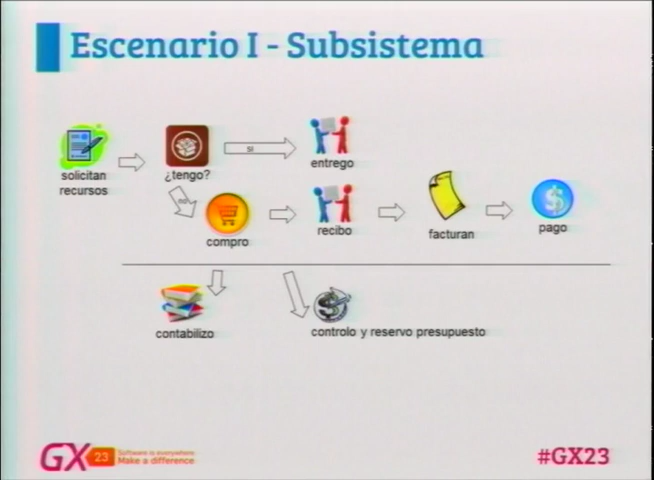 Escenario I - Subsistema
solicitan
recursos
¿tengo?
si
entrego
no
compro
recibo
facturan
pago
contabilizo
controlo y reservo presupuesto
GX 23
Software is everywhere
Make a difference
#GX23